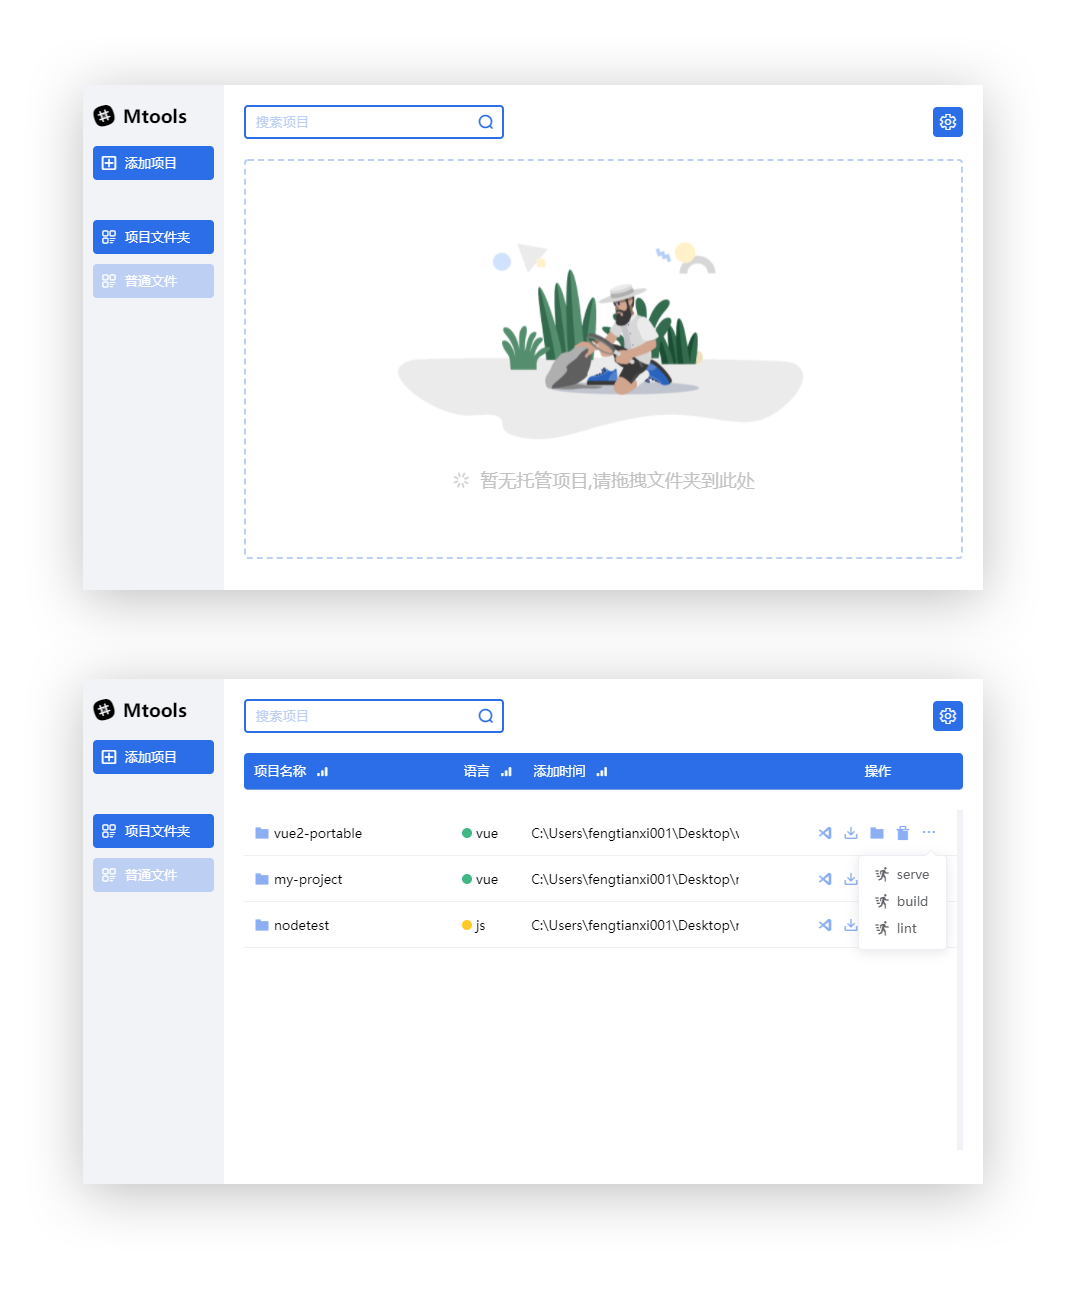 Mtools
搜索项目
添加项目
项目文件夹
普通文件
暂无托管项目,请拖拽文件夹到此处
Mtools
搜索项目
添加项目
项目名称 语言 添加时间 操作
项目文件夹
普通文件
vue2-portable vue C:\Users\fengtianxi001\Desktop\
my-project vue C:\Users\fengtianxi001\Desktop\
nodetest js C:\Users\fengtianxi001\Desktop\
serve
build
lint